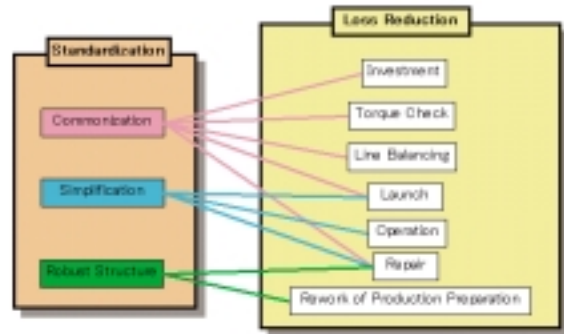 Loss Reduction
Standardization
Investment
Commonization
Torque Check
Line Balancing
Simplification
Launch
Operation
Repair
Robust Structure
Rework of Production Preparation